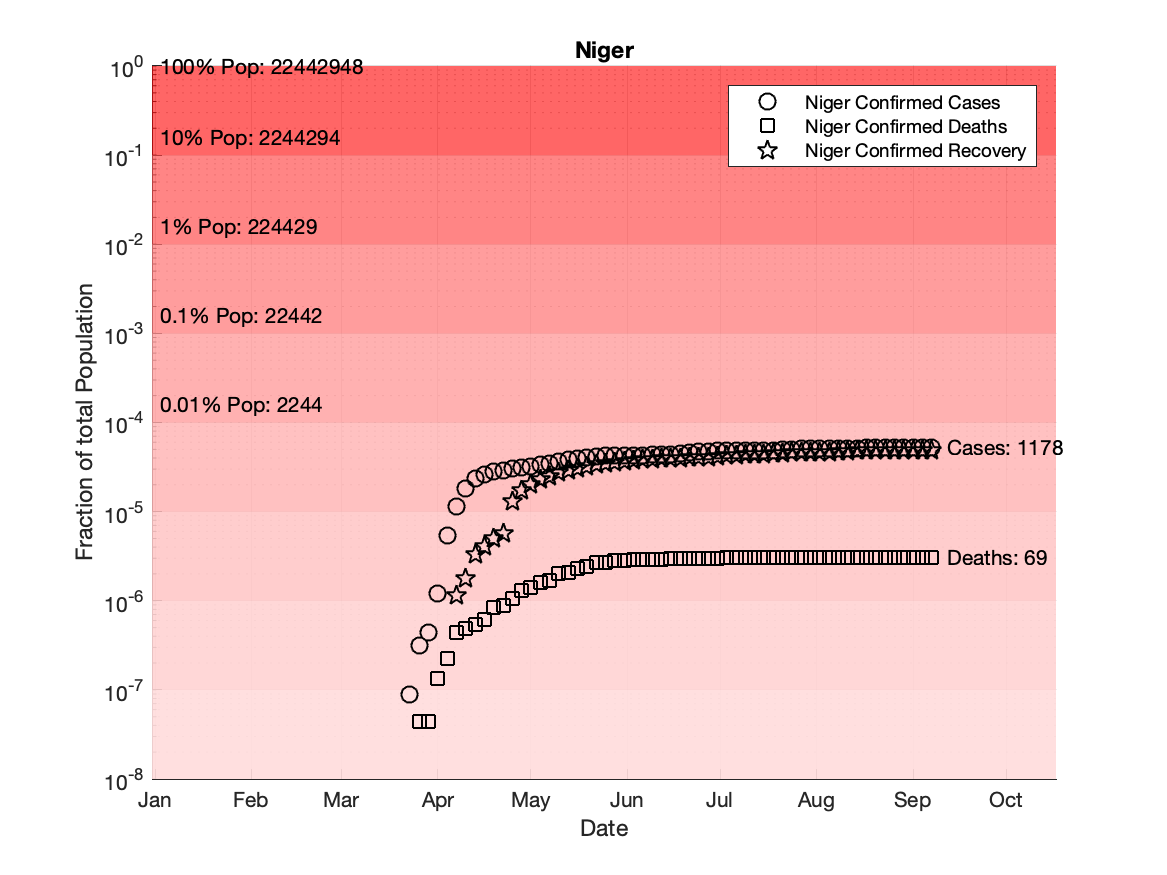 Niger
10^0
10^-1
10^-2
10^-3
10^-4
10^-5
10^-6
10^-7
10^-8
Fraction of total Population
100% Pop: 22442948
10% Pop: 2244294
1% Pop: 224429
0.1% Pop: 22442
0.01% Pop: 2244
Niger Confirmed Cases
Niger Confirmed Deaths
Niger Confirmed Recovery
Cases: 1178
Deaths: 69
Jan Feb Mar Apr May Jun Jul Aug Sep Oct
Date